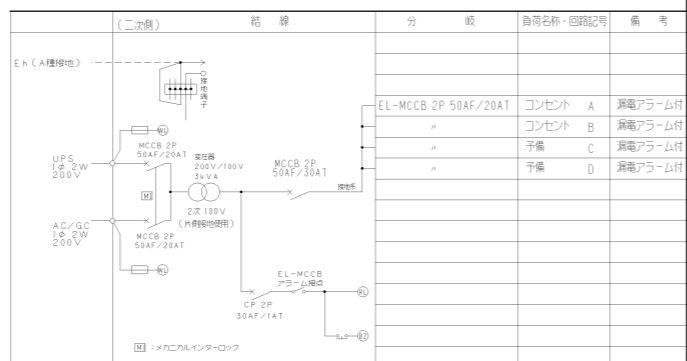 (二次側) 結 線 分 岐 負荷名称・回路記号 備 考
Eh(A種接地)
接地端子
EL-MCCB 2P 50AF/20AT コンセント A 漏電アラーム付
〃 コンセント B 漏電アラーム付
〃 予備 C 漏電アラーム付
〃 予備 D 漏電アラーム付
WL
MCCB 2P
50AF/20AT
UPS
1φ 2W
200V
変圧器
200V/100V
3kVA
MCCB 2P
50AF/30AT
接地序
M
2次 100V
(片側接地使用)
AC/GC
1φ 2W
200V
MCCB 2P
50AF/20AT
WL
EL-MCCB
アラーム接点
RL
CP 2P
30AF/1AT
BZ
M :メカニカルインターロック